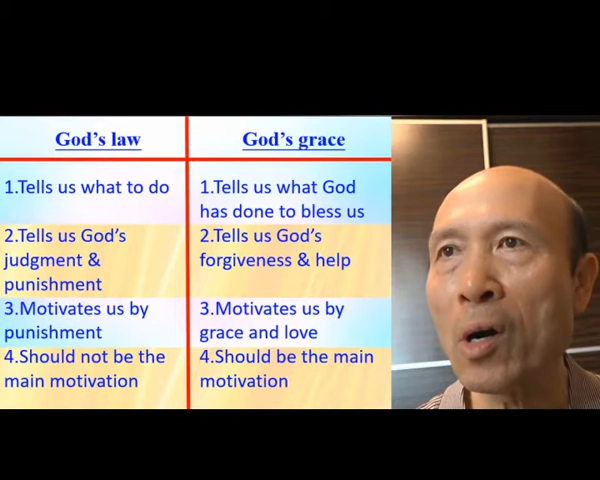 God's law
God's grace
1.Tells us what to do
1.Tells us what God
has done to bless us
2.Tells us God's
judgment &
punishment
2.Tells us God's
forgiveness & help
3.Motivates us by
punishment
3.Motivates us by
grace and love
4.Should not be the
main motivation
4.Should be the main
motivation